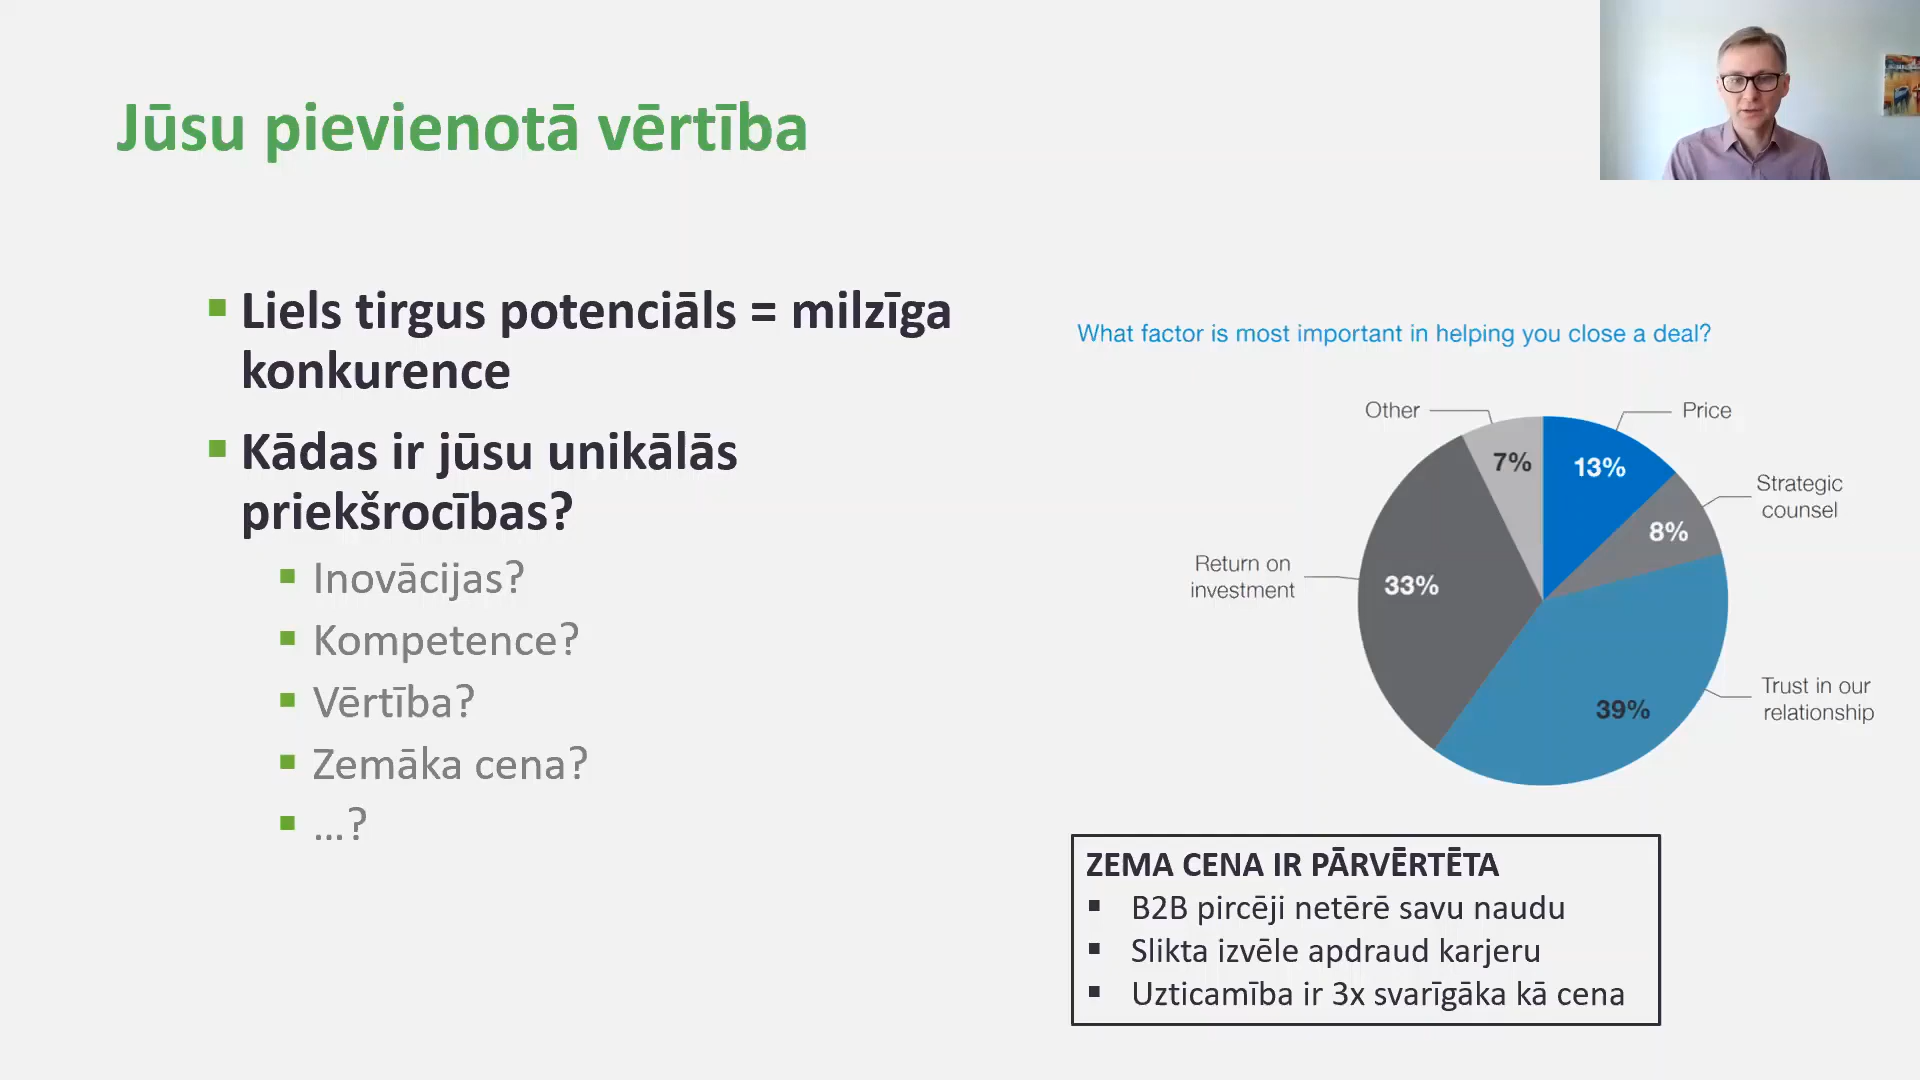 Jūsu pievienotā vērtība
Liels tirgus potenciāls = milzīga
konkurence
Kādas ir jūsu unikālās
priekšrocības?
Inovācijas?
Kompetence?
Vērtība?
Zemāka cena?
...?
What factor is most important in helping you close a deal?
Other
Price
7%
13%
Strategic
counsel
8%
Return on
investment
33%
Trust in our
relationship
39%
ZEMA CENA IR PĀRVĒRTĒTA
B2B pircēji netērē savu naudu
Slikta izvēle apdraud karjeru
Uzticamība ir 3x svarīgāka kā cena